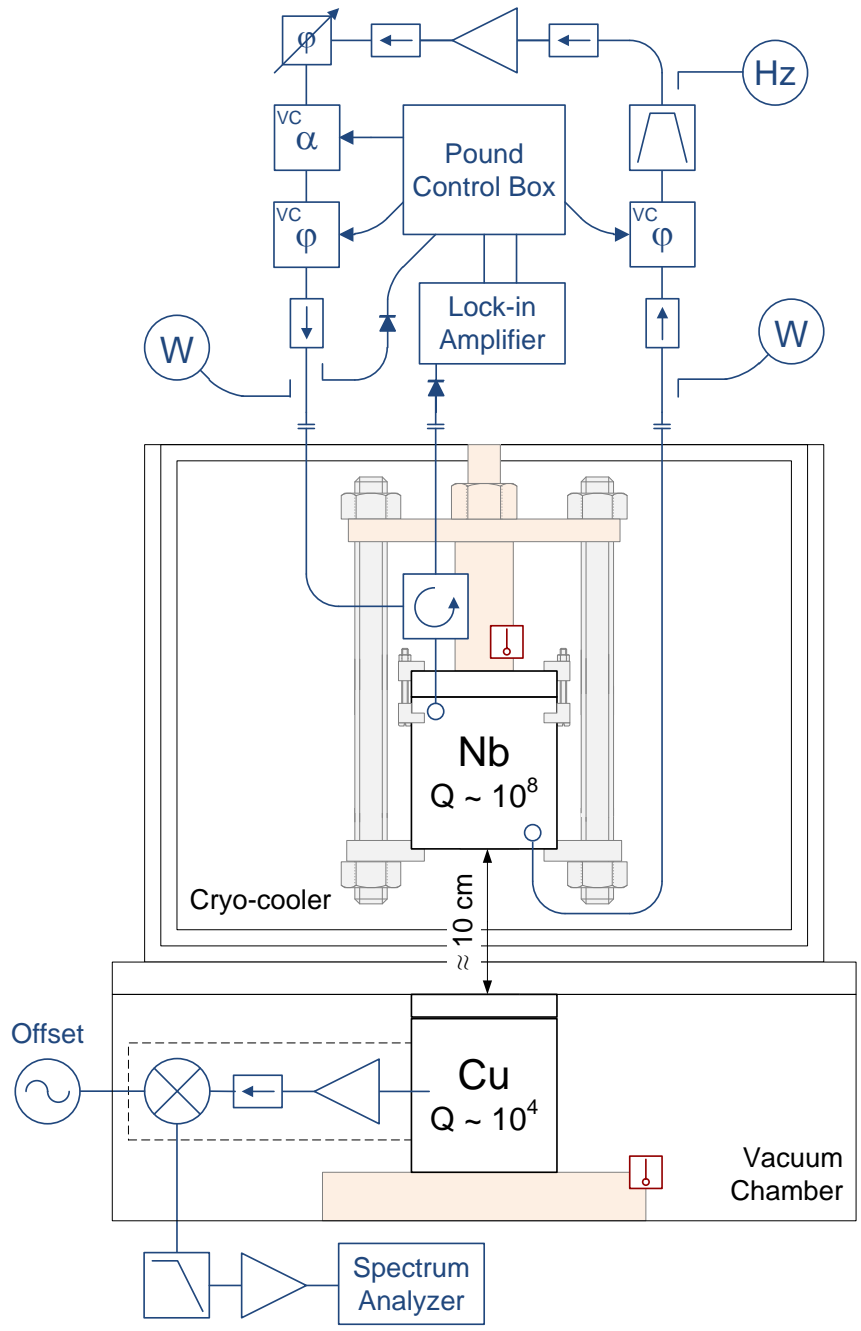 φ
Hz
VC
α
Pound
Control Box
VC
φ
VC
φ
Lock-in
Amplifier
W
W
Nb
Q ~ 10⁸
Cryo-cooler
≈ 10 cm
Offset
Cu
Q ~ 10⁴
Vacuum
Chamber
Spectrum
Analyzer